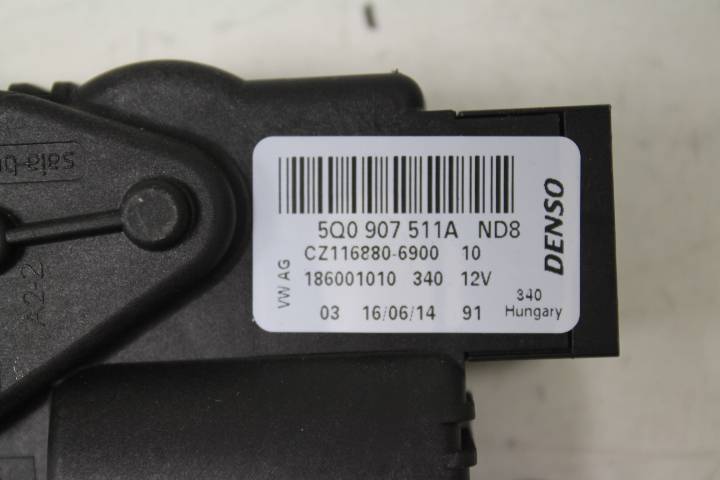 5Q0 907 511A ND8
CZ116880-6900 10
186001010 340 12V
03 16/06/14 91
VW AG
DENSO
340
Hungary
A2-2